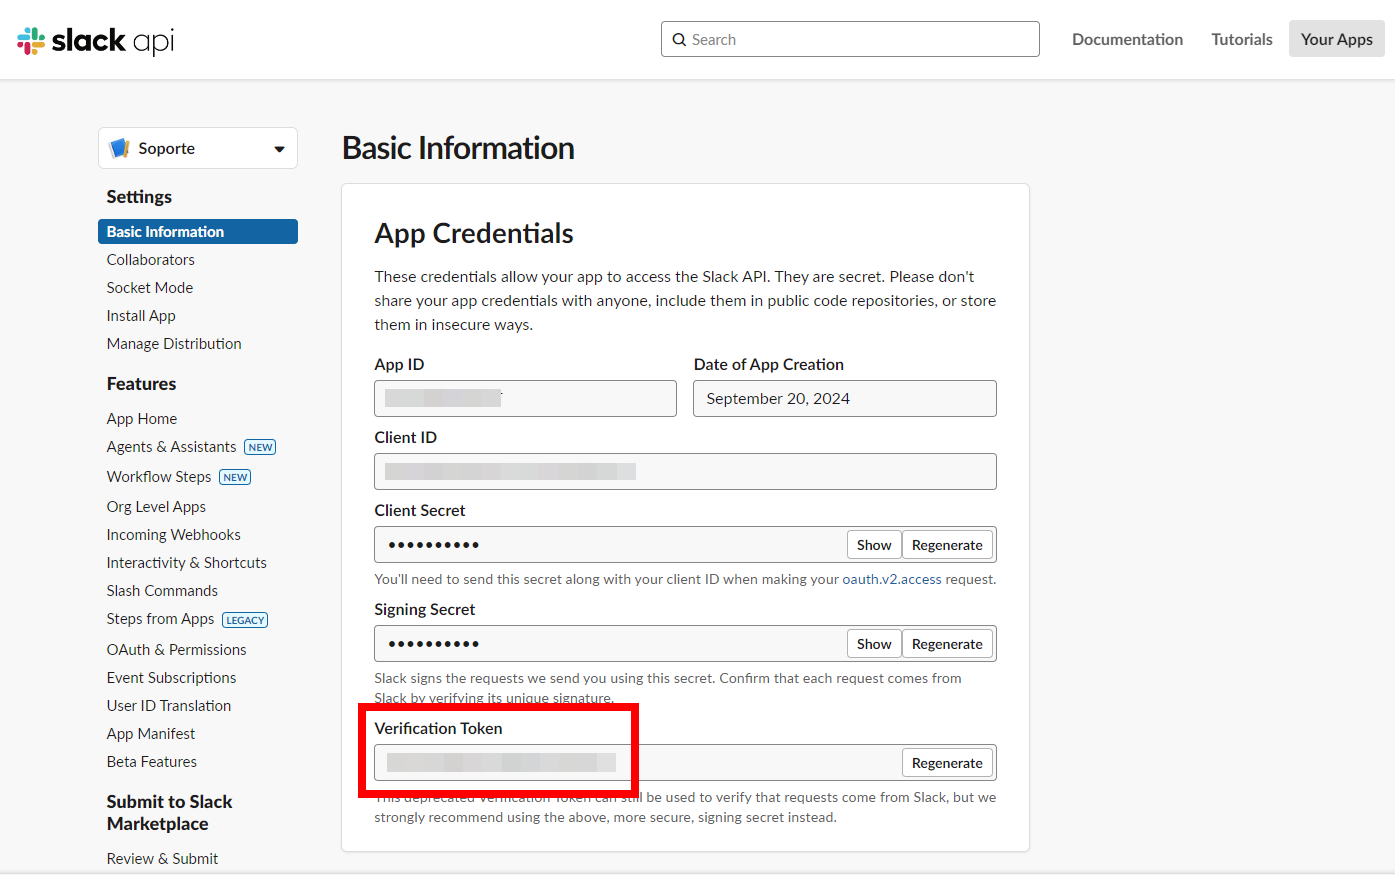 slack api
Search
Documentation
Tutorials
Your Apps
Soporte
Settings
Basic Information
Collaborators
Socket Mode
Install App
Manage Distribution
Features
App Home
Agents & Assistants NEW
Workflow Steps NEW
Org Level Apps
Incoming Webhooks
Interactivity & Shortcuts
Slash Commands
Steps from Apps LEGACY
OAuth & Permissions
Event Subscriptions
User ID Translation
App Manifest
Beta Features
Submit to Slack
Marketplace
Review & Submit
Basic Information
App Credentials
These credentials allow your app to access the Slack API. They are secret. Please don't
share your app credentials with anyone, include them in public code repositories, or store
them in insecure ways.
App ID
Date of App Creation
September 20, 2024
Client ID
Client Secret
••••••••••
Show
Regenerate
You'll need to send this secret along with your client ID when making your oauth.v2.access request.
Signing Secret
••••••••••
Show
Regenerate
Slack signs the requests we send you using this secret. Confirm that each request comes from
Slack by verifying its unique signature.
Verification Token
Regenerate
This deprecated Verification Token can still be used to verify that requests come from Slack, but we
strongly recommend using the above, more secure, signing secret instead.